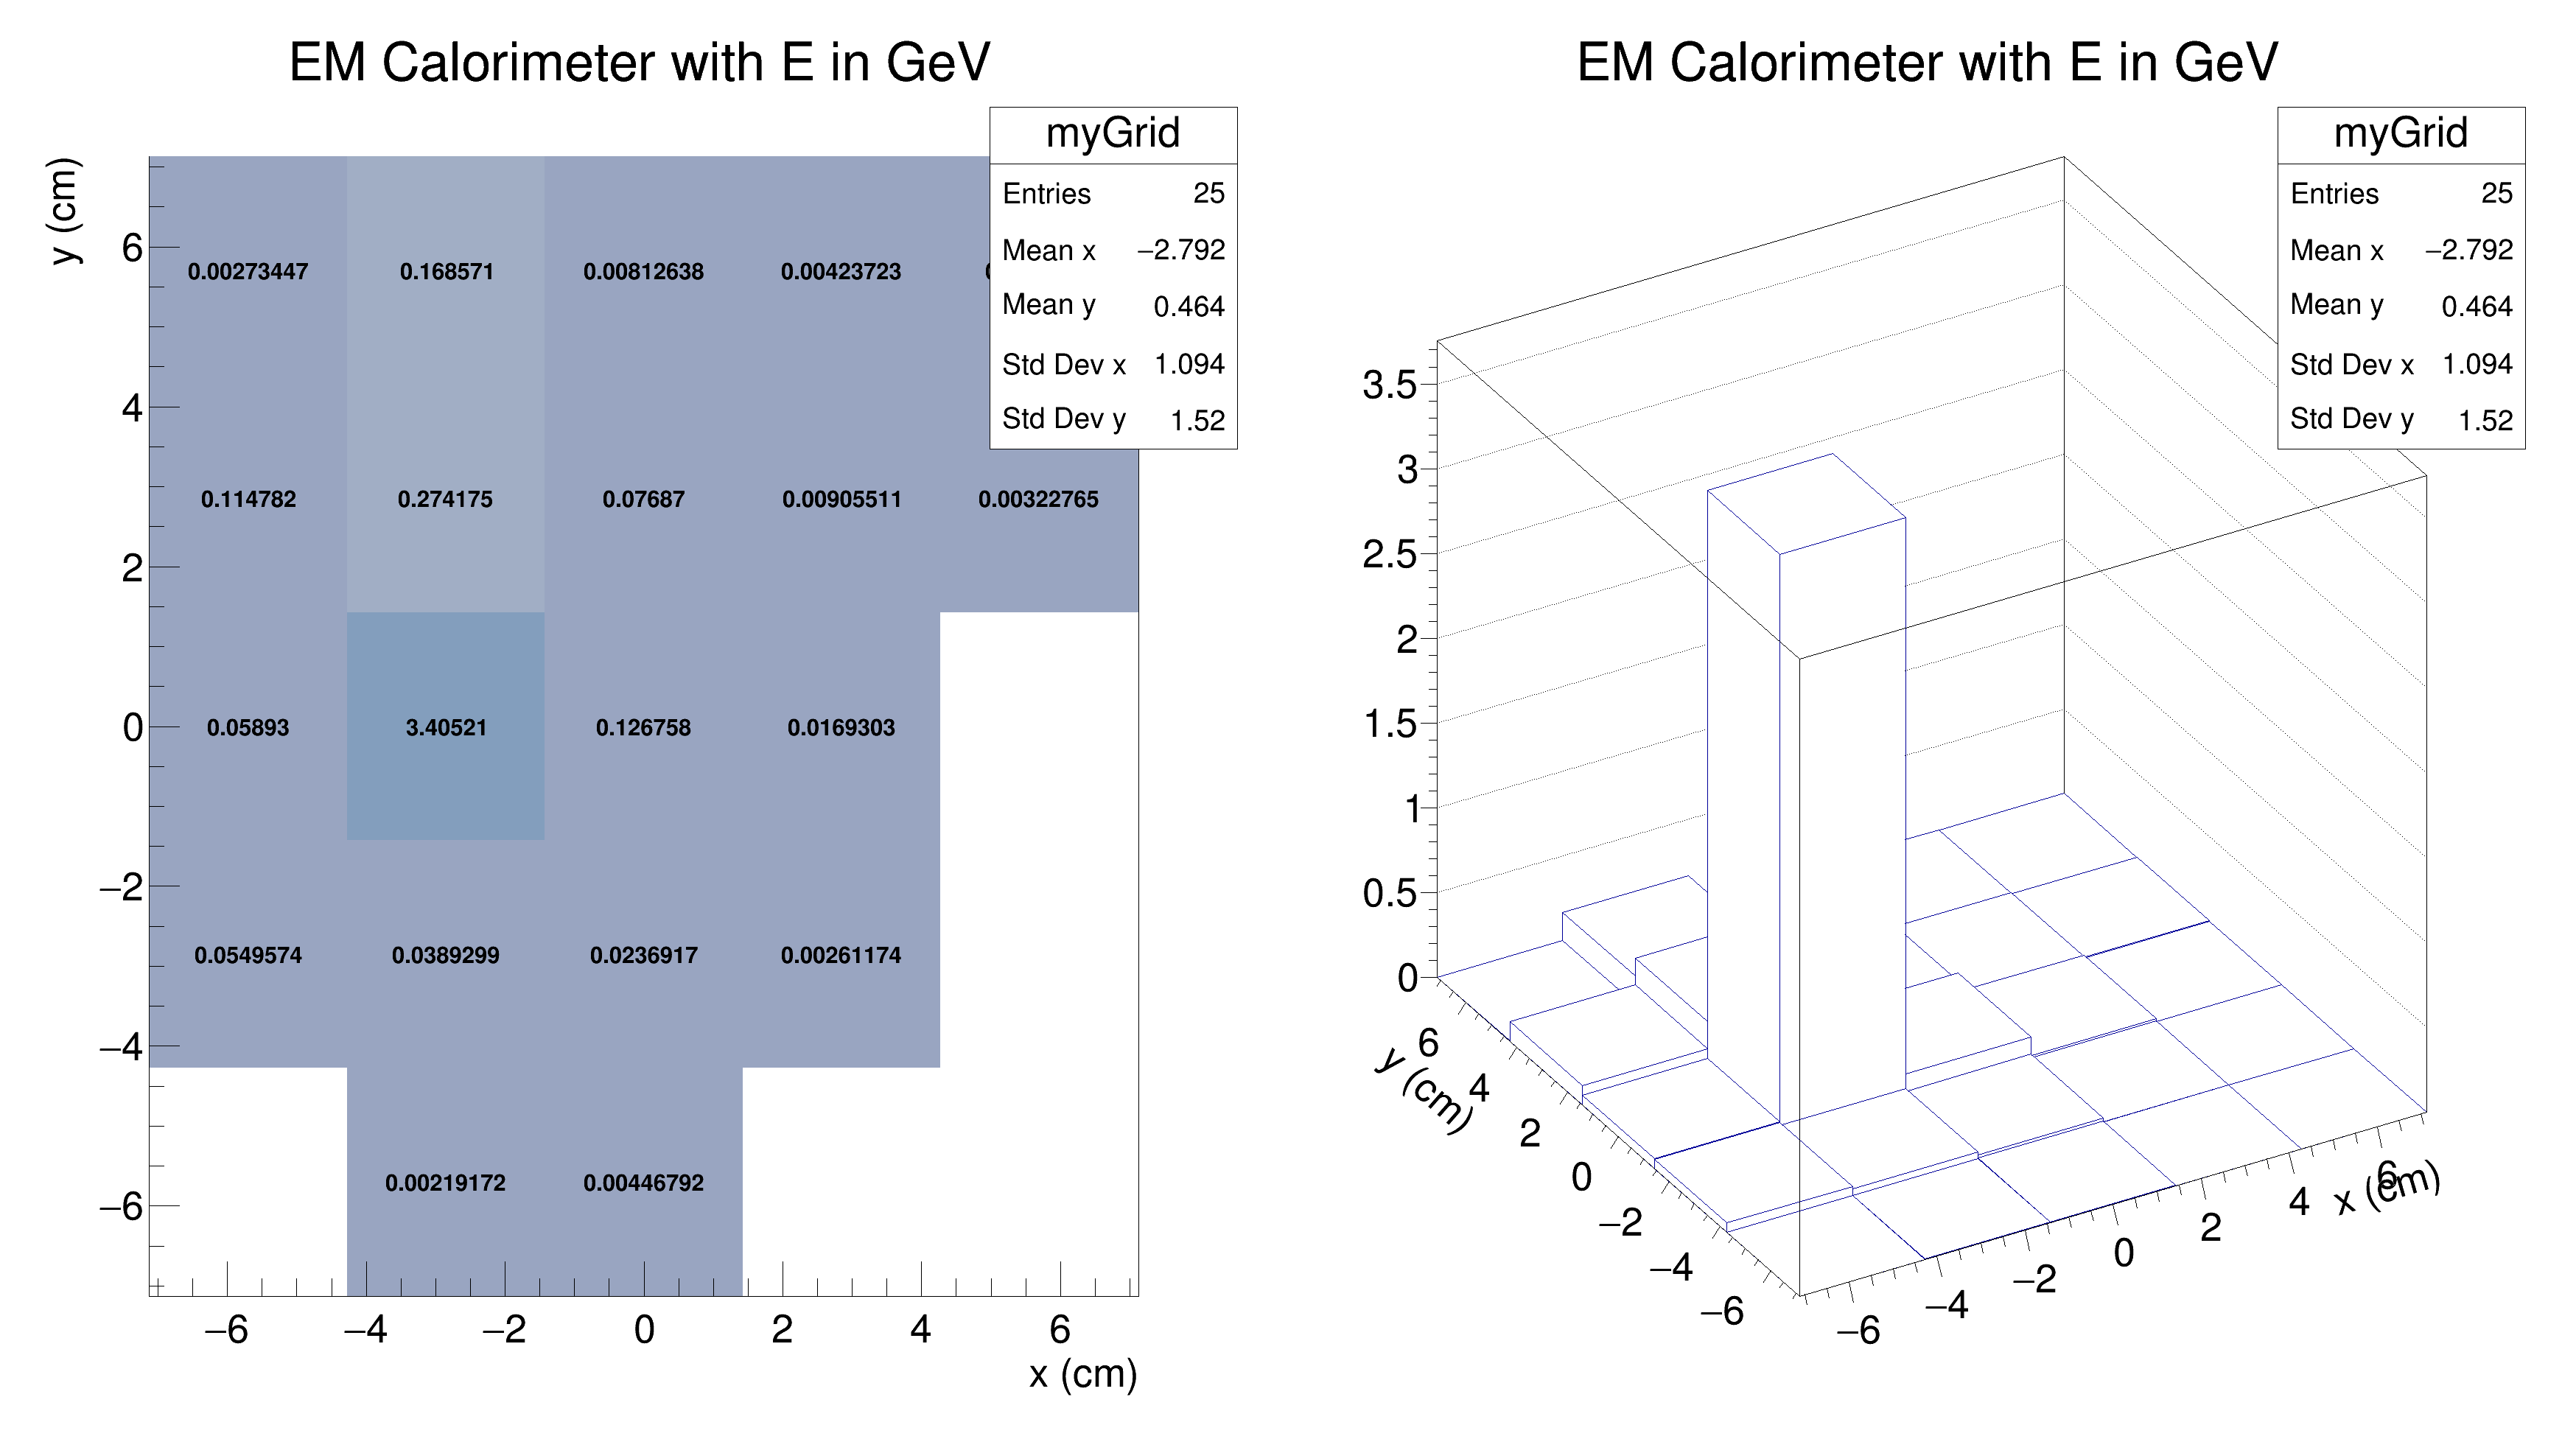 EM Calorimeter with E in GeV
myGrid
Entries 25
Mean x −2.792
Mean y 0.464
Std Dev x 1.094
Std Dev y 1.52
y (cm)
6
4
2
0
−2
−4
−6
0.00273447 0.168571 0.00812638 0.00423723
0.114782 0.274175 0.07687 0.00905511 0.00322765
0.05893 3.40521 0.126758 0.0169303
0.0549574 0.0389299 0.0236917 0.00261174
0.00219172 0.00446792
−6 −4 −2 0 2 4 6
x (cm)
EM Calorimeter with E in GeV
myGrid
Entries 25
Mean x −2.792
Mean y 0.464
Std Dev x 1.094
Std Dev y 1.52
3.5
3
2.5
2
1.5
1
0.5
0
6
4
2
0
−2
−4
−6
y (cm)
−6 −4 −2 0 2 4 6
x (cm)